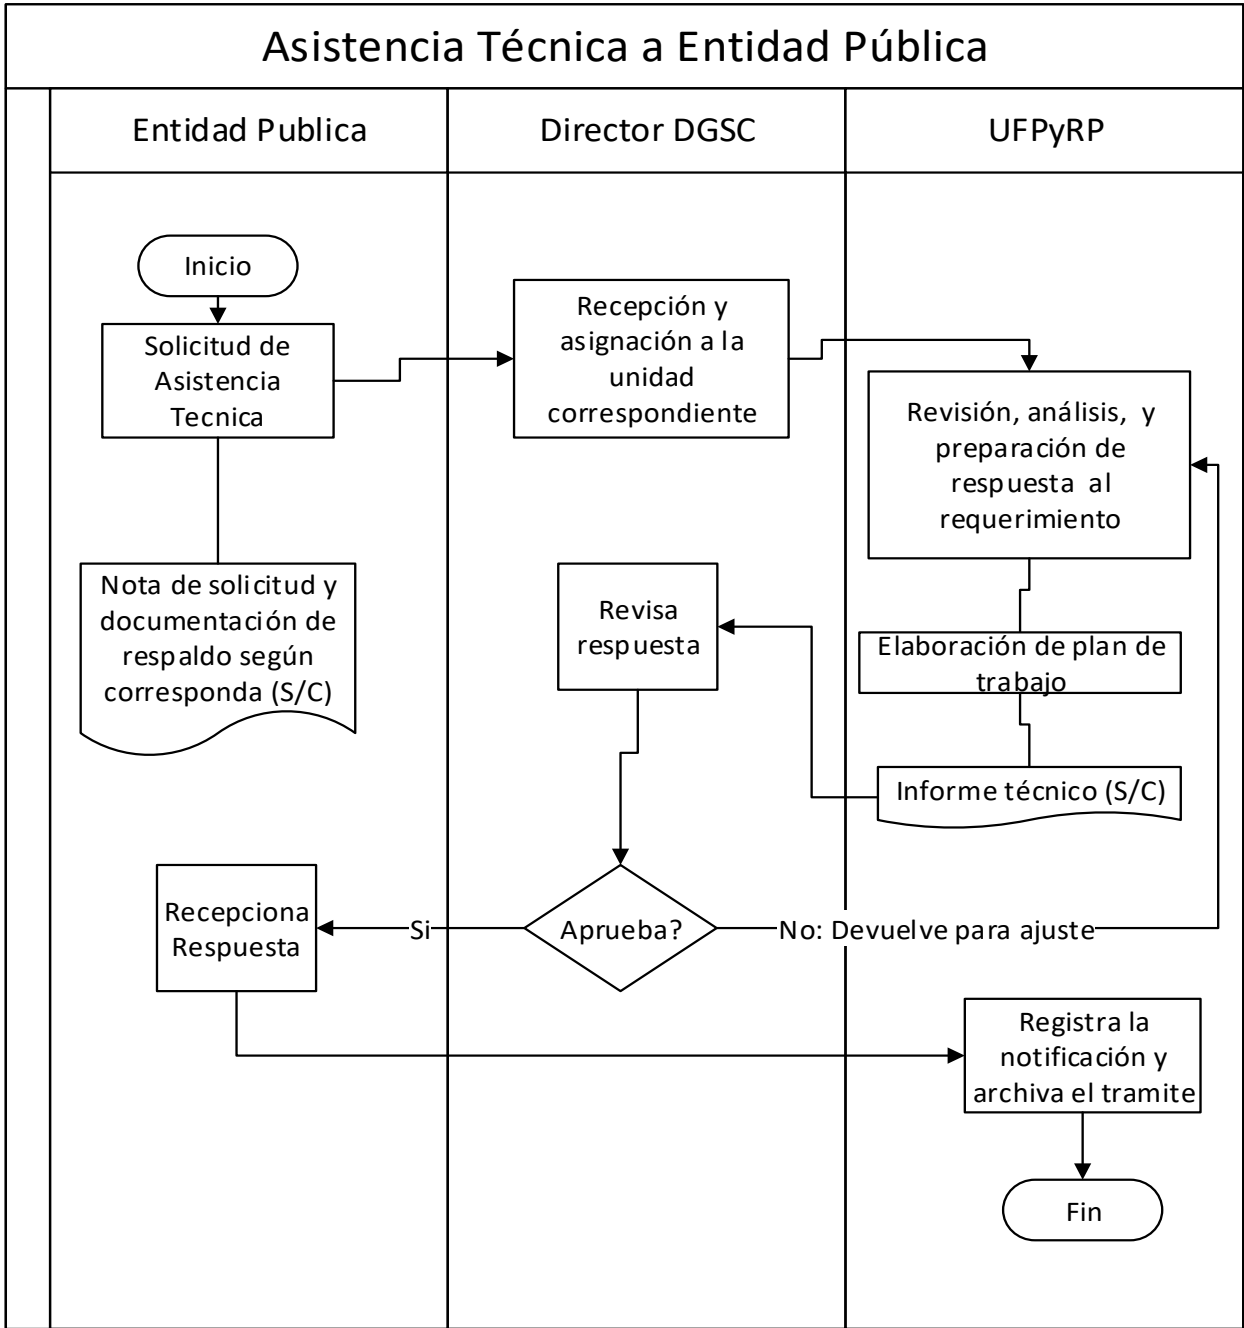 Asistencia Técnica a Entidad Pública
Entidad Publica
Director DGSC
UFPyRP
Inicio
Solicitud de
Asistencia
Tecnica
Recepción y
asignación a la
unidad
correspondiente
Revisión, análisis, y
preparación de
respuesta al
requerimiento
Nota de solicitud y
documentación de
respaldo según
corresponda (S/C)
Revisa
respuesta
Elaboración de plan de
trabajo
Informe técnico (S/C)
Recepciona
Respuesta
Si
Aprueba?
No: Devuelve para ajuste
Registra la
notificación y
archiva el tramite
Fin